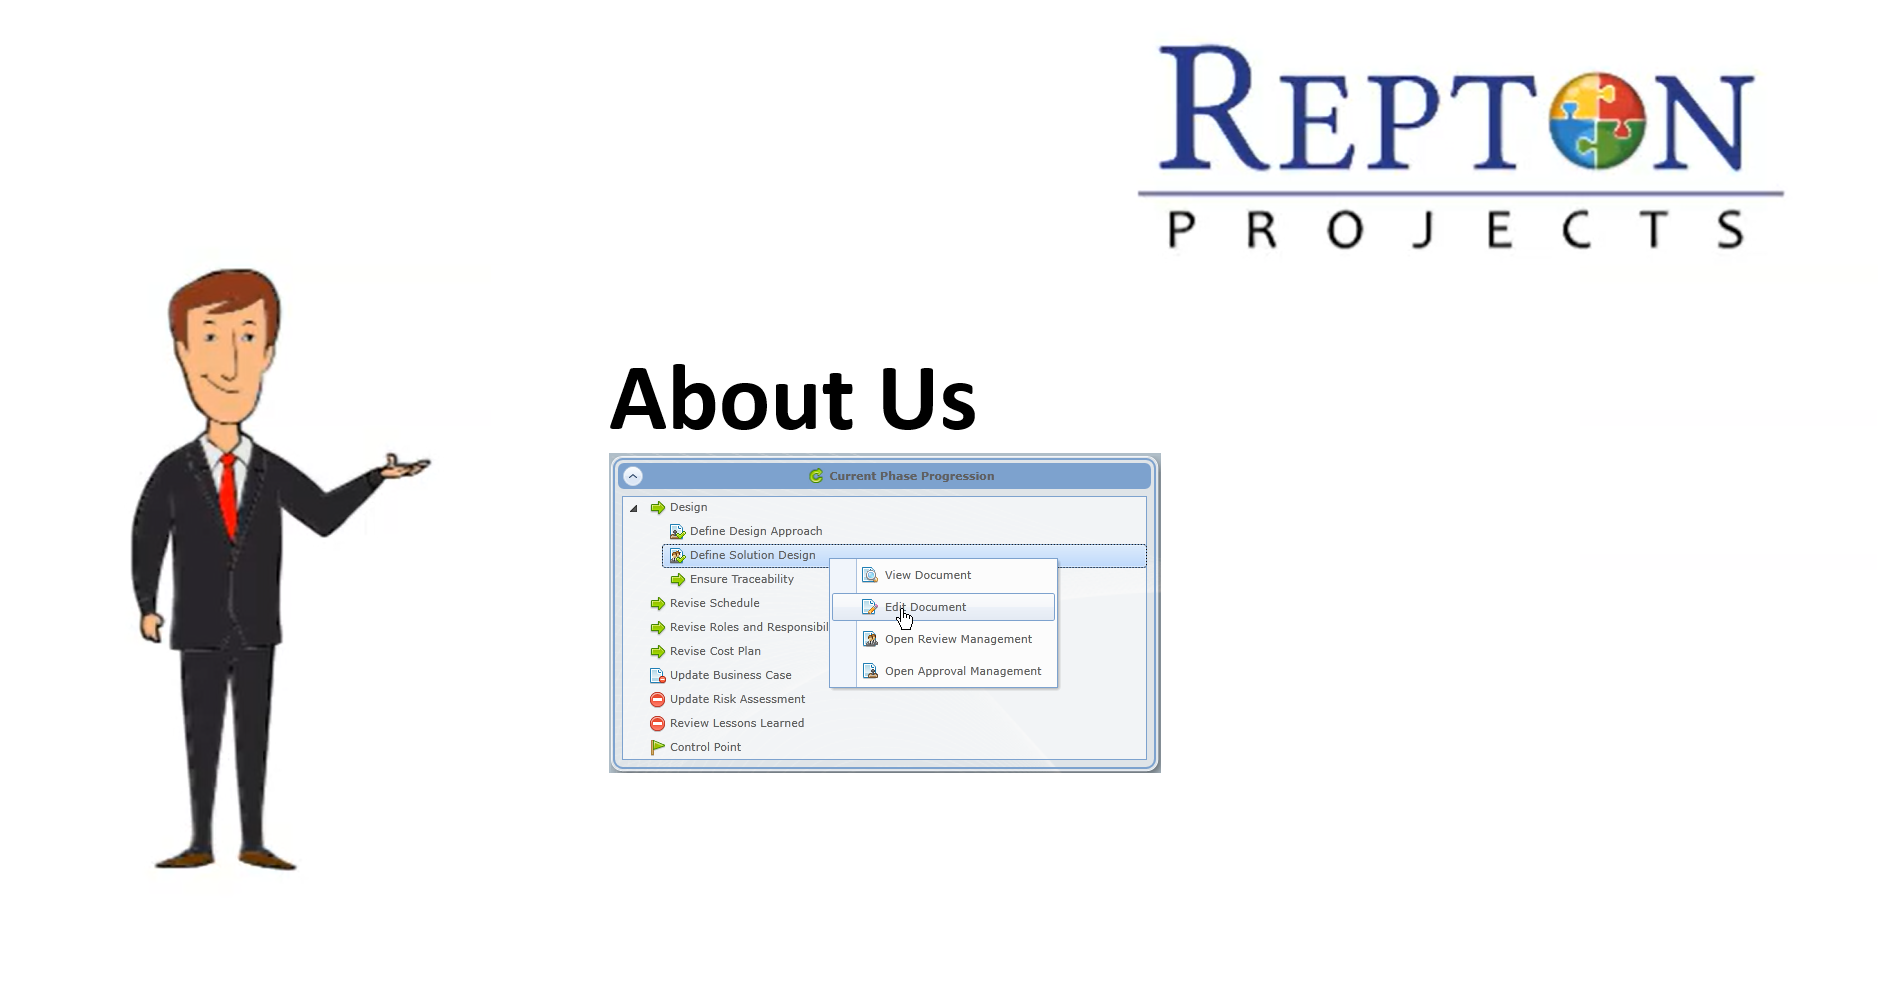 REPTON
PROJECTS
About Us
Current Phase Progression
Design
Define Design Approach
Define Solution Design
View Document
Ensure Traceability
Edit Document
Revise Schedule
Revise Roles and Responsibil
Open Review Management
Revise Cost Plan
Open Approval Management
Update Business Case
Update Risk Assessment
Review Lessons Learned
Control Point